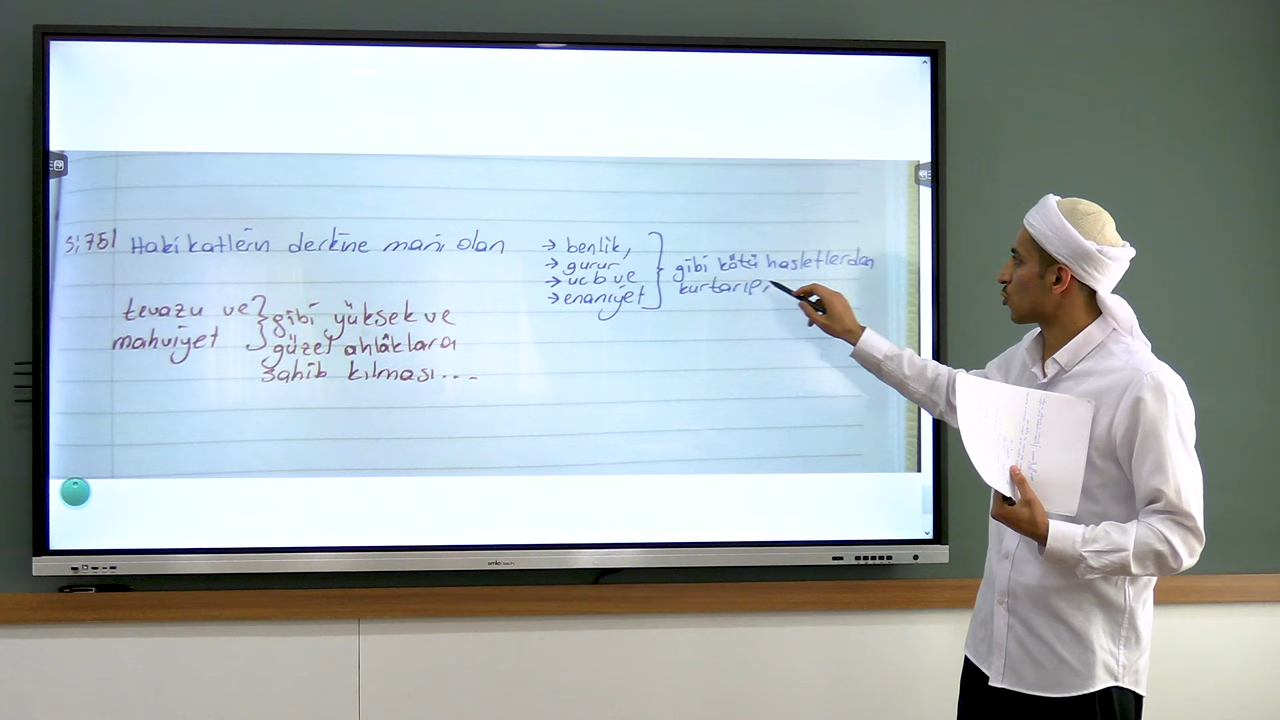 S:751 Hakikatlerin derkine mani olan
→ benlik,
→ gurur
→ ucb ve
→ enaniyet
gibi kötü hasletlerden
kurtarıp,
tevazu ve
mahviyet
gibi yüksek ve
güzel ahlâklara
sahib kılması...